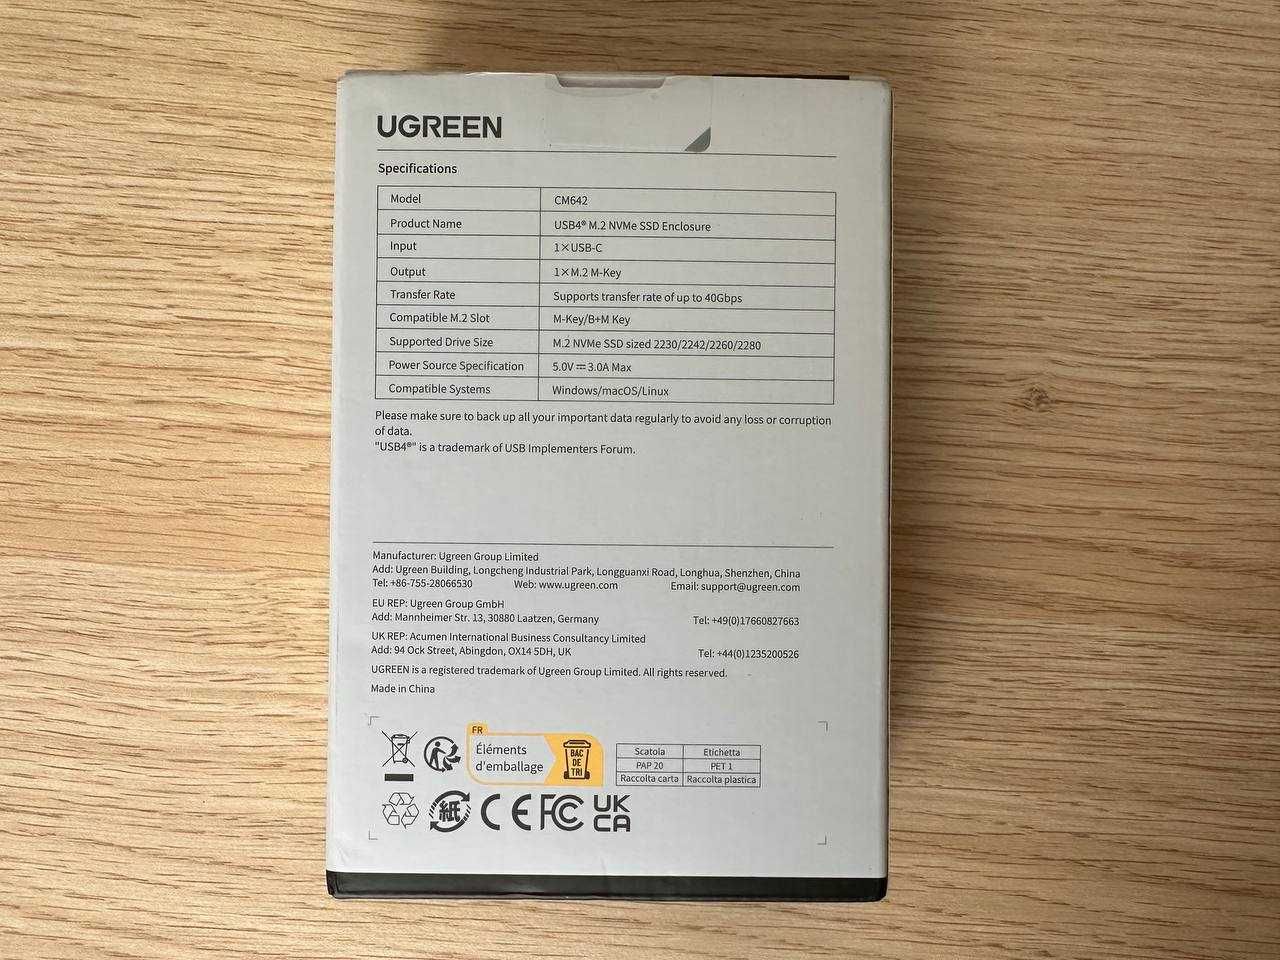 UGREEN
Specifications
Model CM642
Product Name USB4® M.2 NVMe SSD Enclosure
Input 1×USB-C
Output 1×M.2 M-Key
Transfer Rate Supports transfer rate of up to 40Gbps
Compatible M.2 Slot M-Key/B+M Key
Supported Drive Size M.2 NVMe SSD sized 2230/2242/2260/2280
Power Source Specification 5.0V⎓3.0A Max
Compatible Systems Windows/macOS/Linux
Please make sure to back up all your important data regularly to avoid any loss or corruption
of data.
"USB4®" is a trademark of USB Implementers Forum.
Manufacturer: Ugreen Group Limited
Add: Ugreen Building, Longcheng Industrial Park, Longguanxi Road, Longhua, Shenzhen, China
Tel: +86-755-28066530 Web: www.ugreen.com Email: support@ugreen.com
EU REP: Ugreen Group GmbH
Add: Mannheimer Str. 13, 30880 Laatzen, Germany Tel: +49(0)17660827663
UK REP: Acumen International Business Consultancy Limited
Add: 94 Ock Street, Abingdon, OX14 5DH, UK Tel: +44(0)1235200526
UGREEN is a registered trademark of Ugreen Group Limited. All rights reserved.
Made in China
FR
Éléments
d'emballage
BAC
DE
TRI
Scatola Etichetta
PAP 20 PET 1
Raccolta carta Raccolta plastica
紙 CE FC UK
CA